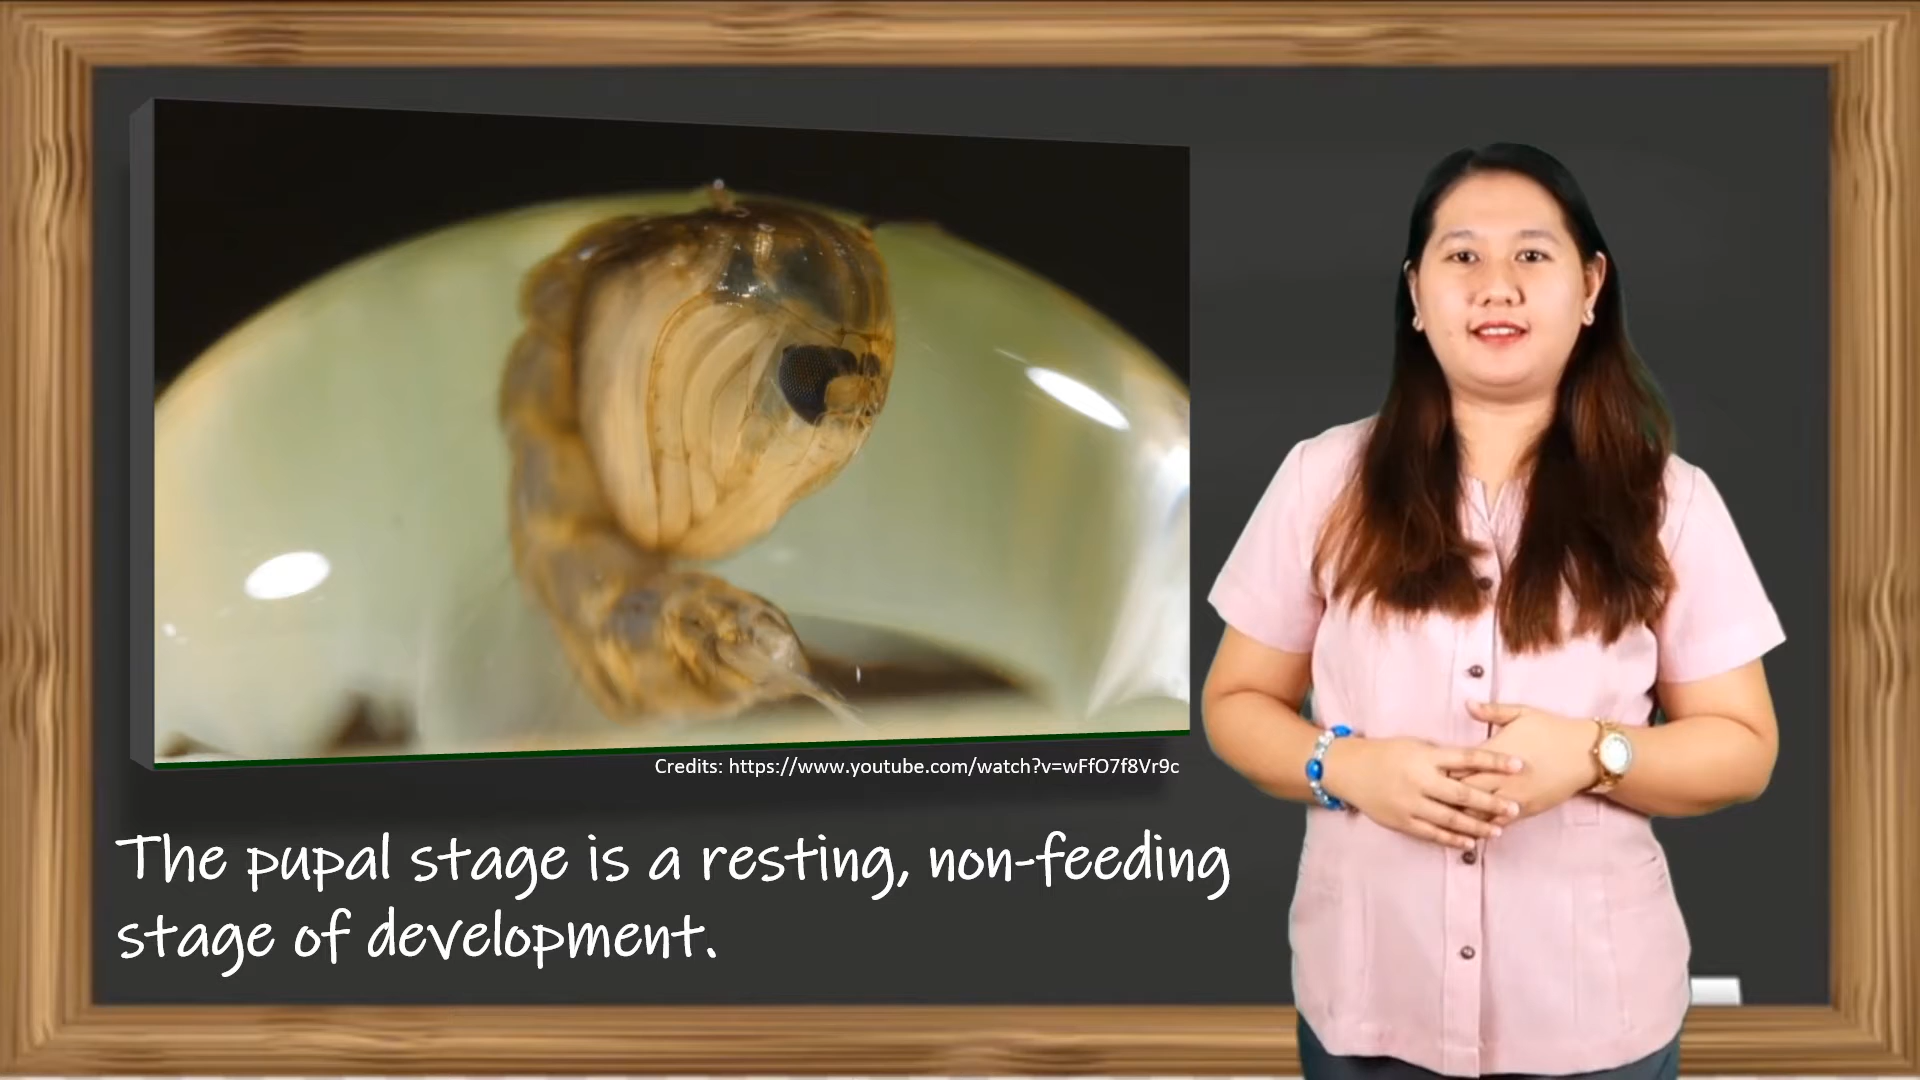 Credits: https://www.youtube.com/watch?v=wFfO7f8Vr9c
The pupal stage is a resting, non-feeding
stage of development.